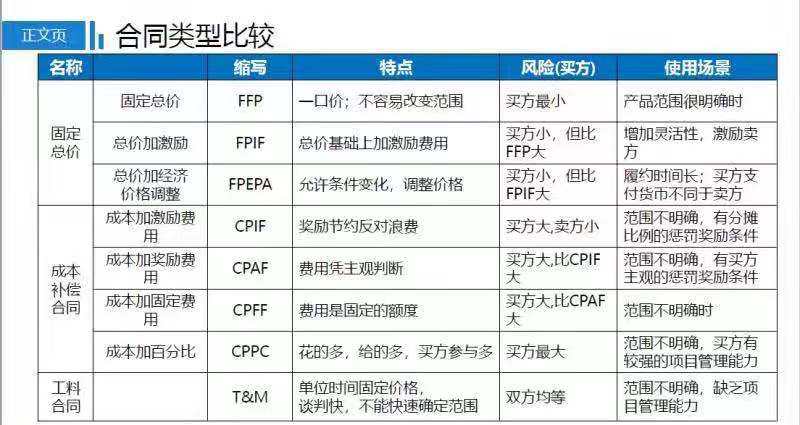 正文页
合同类型比较
名称 缩写 特点 风险(买方) 使用场景
固定
总价
固定总价 FFP 一口价；不容易改变范围 买方最小 产品范围很明确时
总价加激励 FPIF 总价基础上加激励费用 买方小，但比
FFP大
增加灵活性，激励卖
方
总价加经济
价格调整
FPEPA 允许条件变化，调整价格 买方小，但比
FPIF大
履约时间长；买方支
付货币不同于卖方
成本
补偿
合同
成本加激励费
用
CPIF 奖励节约反对浪费 买方大,卖方小 范围不明确，有分摊
比例的惩罚奖励条件
成本加奖励费
用
CPAF 费用凭主观判断 买方大,比CPIF
大
范围不明确，有买方
主观的惩罚奖励条件
成本加固定费
用
CPFF 费用是固定的额度 买方大,比CPAF
大
范围不明确时
成本加百分比 CPPC 花的多，给的多，买方参与多 买方最大 范围不明确，买方有
较强的项目管理能力
工料
合同
T&M 单位时间固定价格，
谈判快，不能快速确定范围
双方均等 范围不明确，缺乏项
目管理能力